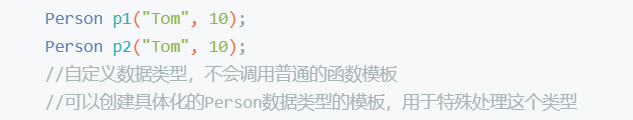 Person p1("Tom", 10);
Person p2("Tom", 10);
//自定义数据类型，不会调用普通的函数模板
//可以创建具体化的Person数据类型的模板，用于特殊处理这个类型